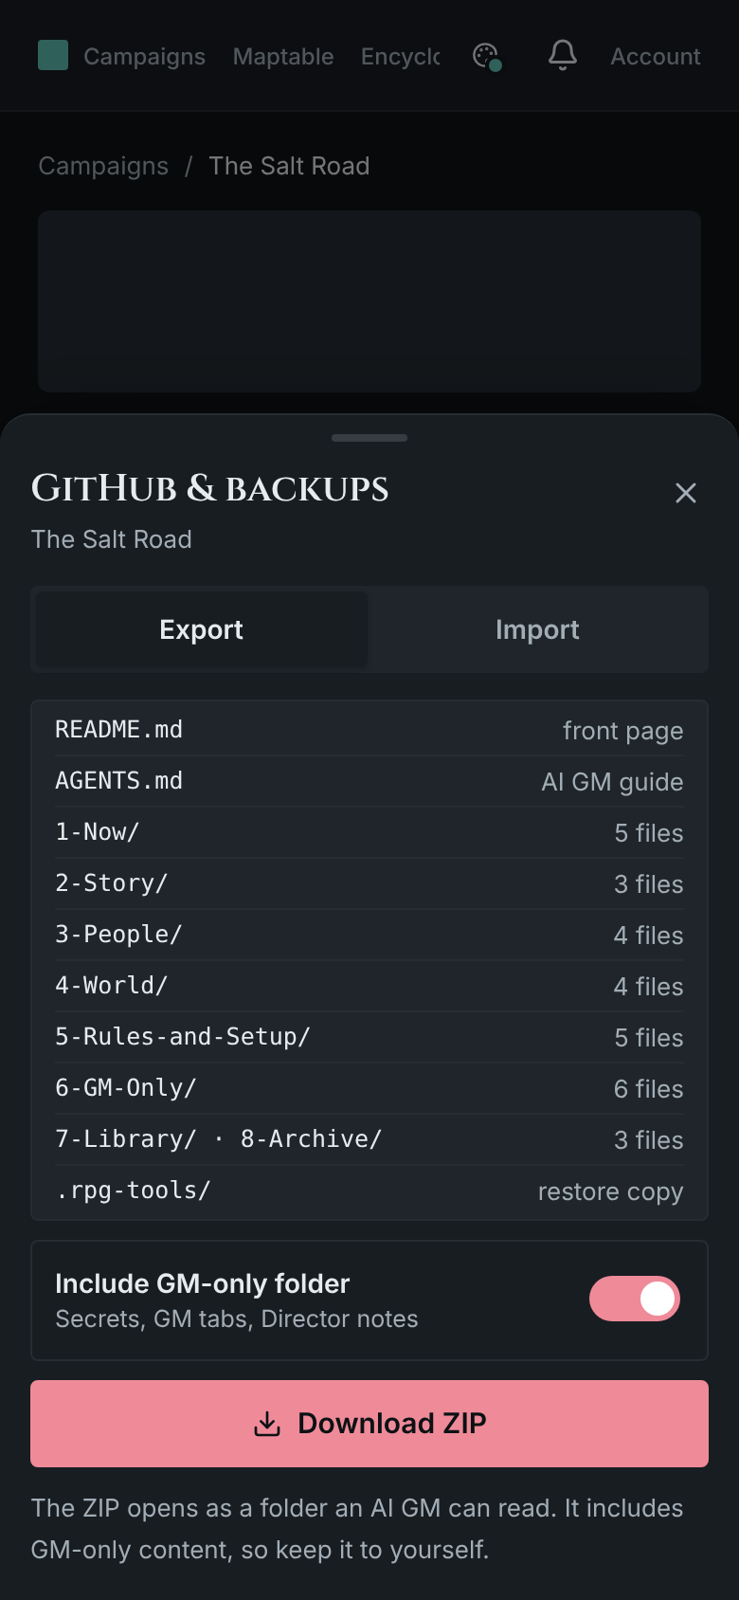 Campaigns Maptable Encyclc Account
Campaigns / The Salt Road
GitHub & backups
The Salt Road
Export Import
README.md front page
AGENTS.md AI GM guide
1-Now/ 5 files
2-Story/ 3 files
3-People/ 4 files
4-World/ 4 files
5-Rules-and-Setup/ 5 files
6-GM-Only/ 6 files
7-Library/ · 8-Archive/ 3 files
.rpg-tools/ restore copy
Include GM-only folder
Secrets, GM tabs, Director notes
Download ZIP
The ZIP opens as a folder an AI GM can read. It includes
GM-only content, so keep it to yourself.